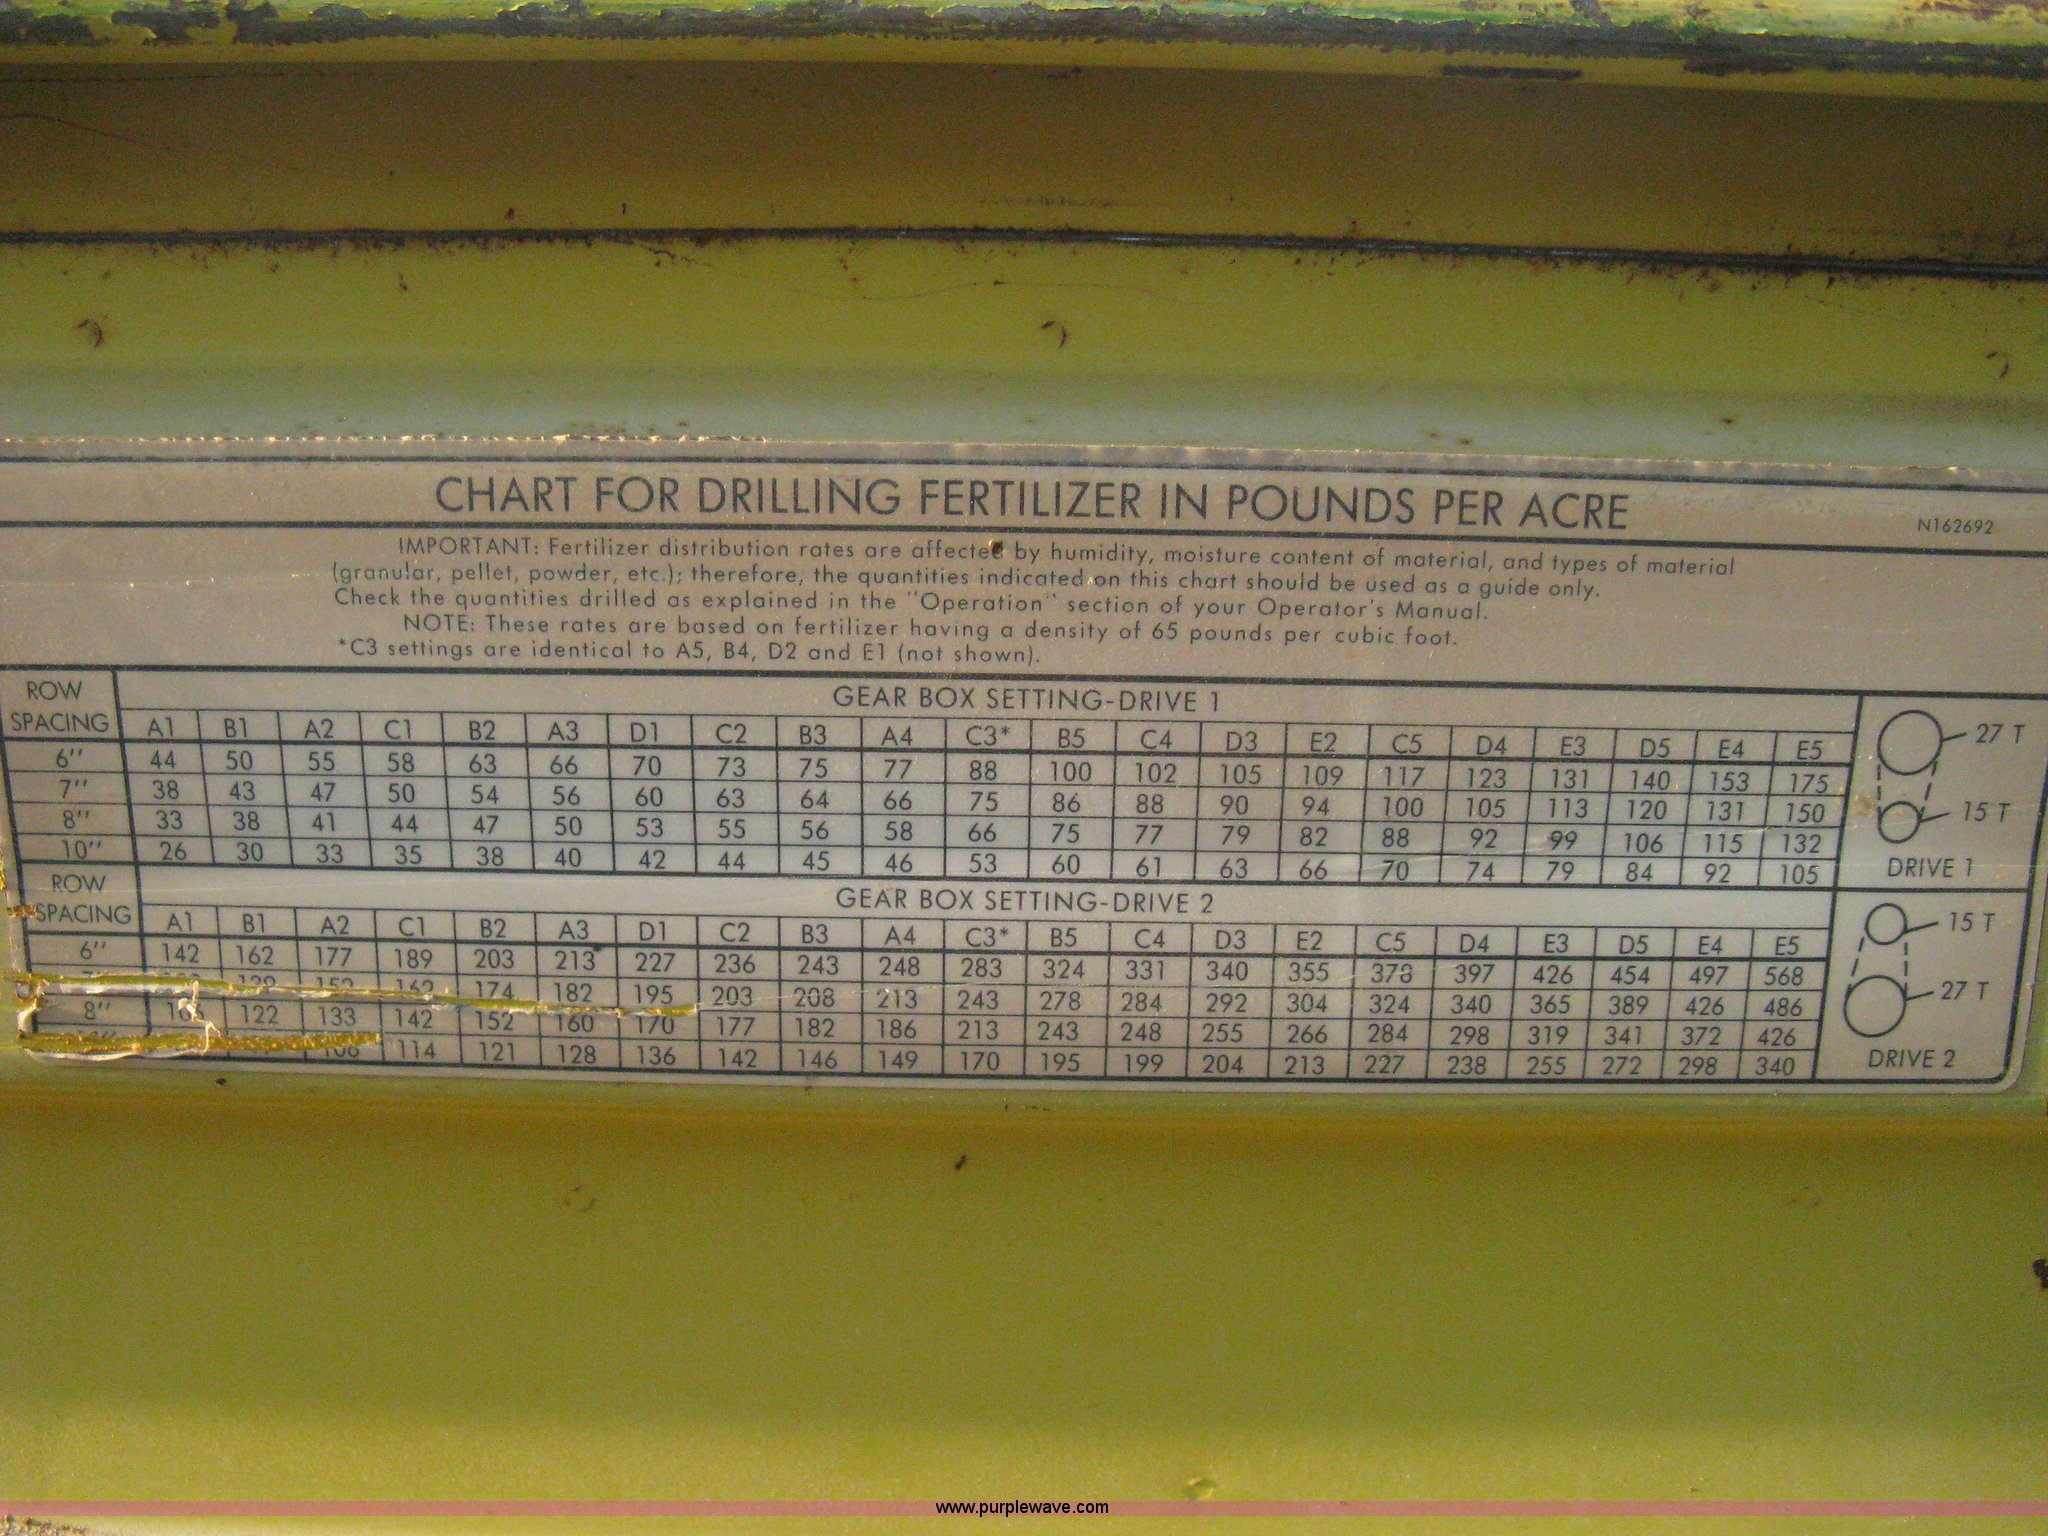 CHART FOR DRILLING FERTILIZER IN POUNDS PER ACRE
N162692
IMPORTANT: Fertilizer distribution rates are affected by humidity, moisture content of material, and types of material
(granular, pellet, powder, etc.); therefore, the quantities indicated on this chart should be used as a guide only.
Check the quantities drilled as explained in the "Operation" section of your Operator's Manual.
NOTE: These rates are based on fertilizer having a density of 65 pounds per cubic foot.
*C3 settings are identical to A5, B4, D2 and E1 (not shown).
ROW SPACING
GEAR BOX SETTING-DRIVE 1
A1 B1 A2 C1 B2 A3 D1 C2 B3 A4 C3* B5 C4 D3 E2 C5 D4 E3 D5 E4 E5
6" 44 50 55 58 63 66 70 73 75 77 88 100 102 105 109 117 123 131 140 153 175
7" 38 43 47 50 54 56 60 63 64 66 75 86 88 90 94 100 105 113 120 131 150
8" 33 38 41 44 47 50 53 55 56 58 66 75 77 79 82 88 92 99 106 115 132
10" 26 30 33 35 38 40 42 44 45 46 53 60 61 63 66 70 74 79 84 92 105
27 T
15 T
DRIVE 1
ROW SPACING
GEAR BOX SETTING-DRIVE 2
A1 B1 A2 C1 B2 A3 D1 C2 B3 A4 C3* B5 C4 D3 E2 C5 D4 E3 D5 E4 E5
6" 142 162 177 189 203 213 227 236 243 248 283 324 331 340 355 378 397 426 454 497 568
162 174 182 195 203 208 213 243 278 284 292 304 324 340 365 389 426 486
8" 122 133 142 152 160 170 177 182 186 213 243 248 255 266 284 298 319 341 372 426
114 121 128 136 142 146 149 170 195 199 204 213 227 238 255 272 298 340
15 T
27 T
DRIVE 2
www.purplewave.com